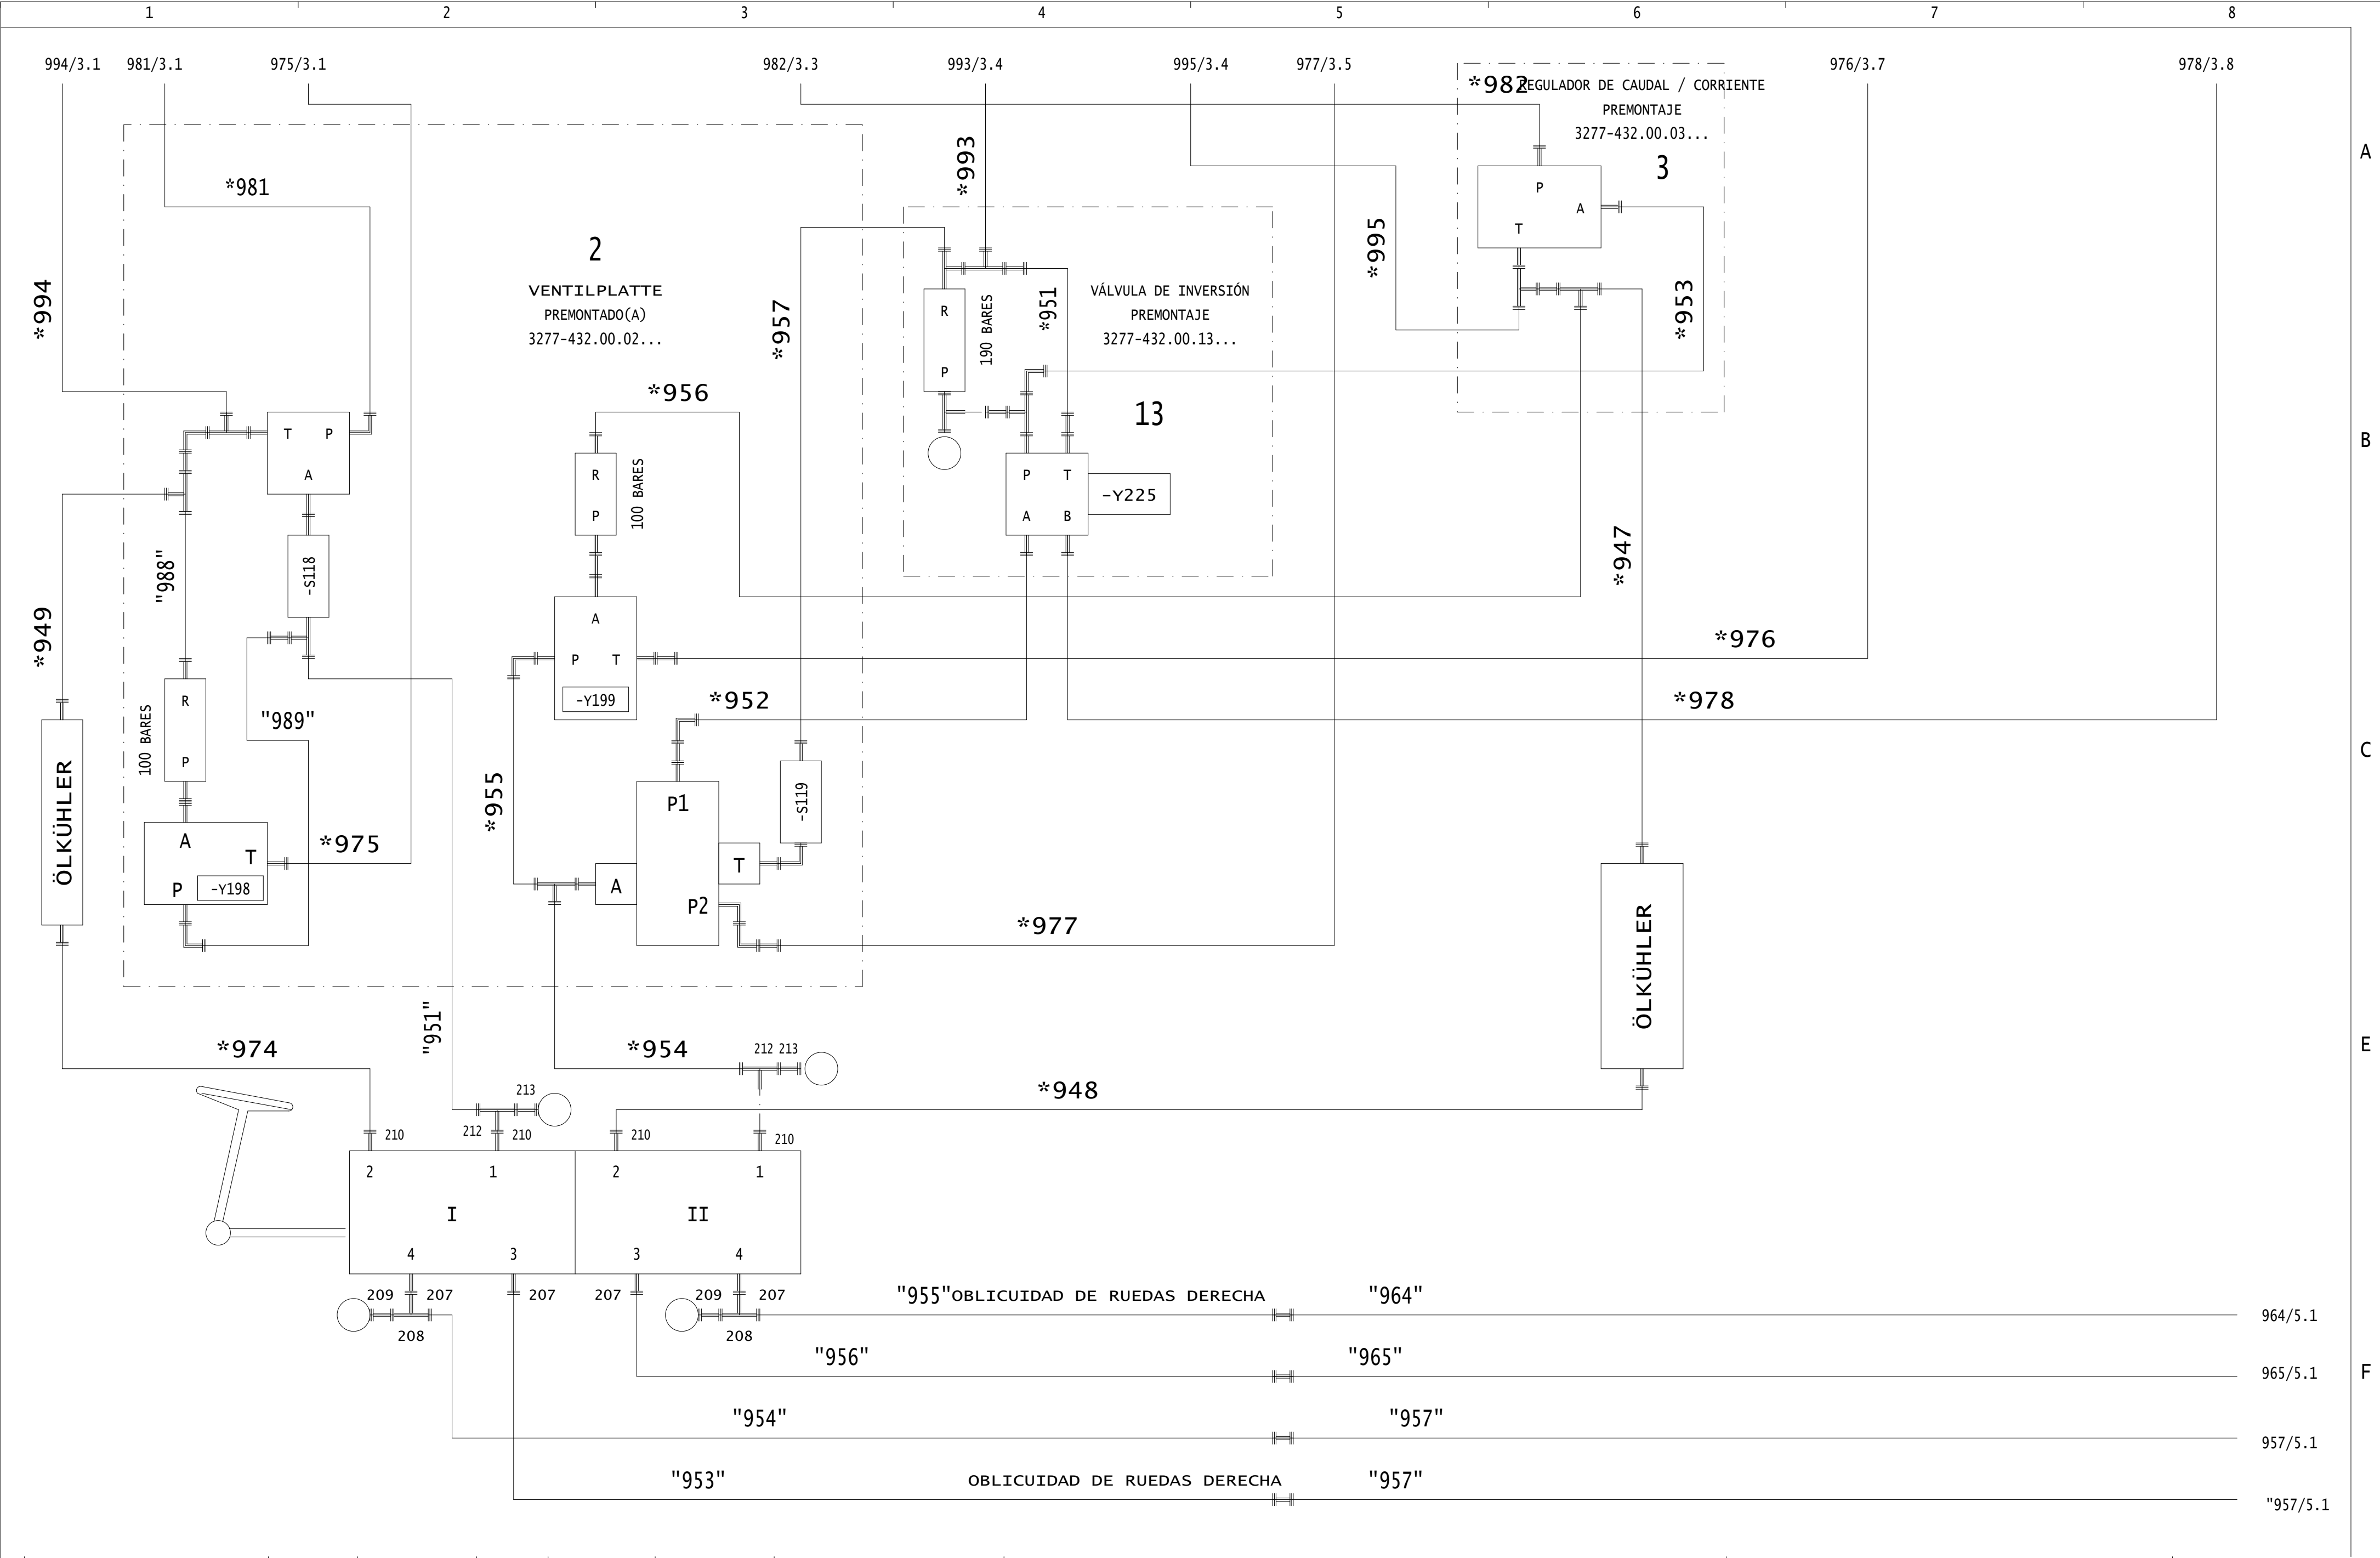 1 2 3 4 5 6 7 8
994/3.1 981/3.1 975/3.1 982/3.3 993/3.4 995/3.4 977/3.5 976/3.7 978/3.8
*982
REGULADOR DE CAUDAL / CORRIENTE
PREMONTAJE
3277-432.00.03...
3
P
A
T
A
*981
*993
*995
*994
2
VENTILPLATTE
PREMONTADO(A)
3277-432.00.02...
*957
R
P
190 BARES
*951
VÁLVULA DE INVERSIÓN
PREMONTAJE
3277-432.00.13...
13
*953
*956
T P
A
R
P
100 BARES
P T
A B
-Y225
B
"988"
-S118
*947
*949
A
P T
-Y199
*976
R
P
100 BARES
"989"
*952
*978
C
ÖLKÜHLER
*955
P1
-S119
A
T
P
-Y198
*975
A
T
P2
*977
ÖLKÜHLER
"951"
*974
*954
212 213
E
213
*948
210
212
210
210
210
2 1 2 1
I II
4 3 3 4
209 207 207 207 209 207
208 208
"955" OBLICUIDAD DE RUEDAS DERECHA "964"
964/5.1
"956" "965"
965/5.1
F
"954" "957"
957/5.1
"953" OBLICUIDAD DE RUEDAS DERECHA "957"
"957/5.1